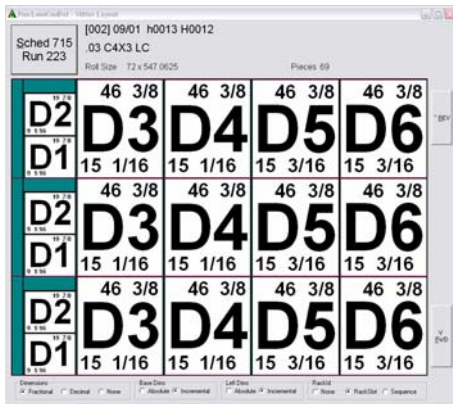 Sched 715
Run 223
[002] 09/01 h0013 H0012
.03 C4X3 LC
Roll Size 72 x 547.0625
Pieces 69
D2
D1
46 3/8
D3
15 1/16
46 3/8
D4
15 1/16
46 3/8
D5
15 3/16
46 3/8
D6
15 3/16
D2
D1
46 3/8
D3
15 1/16
46 3/8
D4
15 1/16
46 3/8
D5
15 3/16
46 3/8
D6
15 3/16
D2
D1
46 3/8
D3
15 1/16
46 3/8
D4
15 1/16
46 3/8
D5
15 3/16
46 3/8
D6
15 3/16
Dimensions
Fractional Decimal None
Base Dims
Absolute Incremental
Left Dims
Absolute Incremental
RackId
None RackSlot Sequence